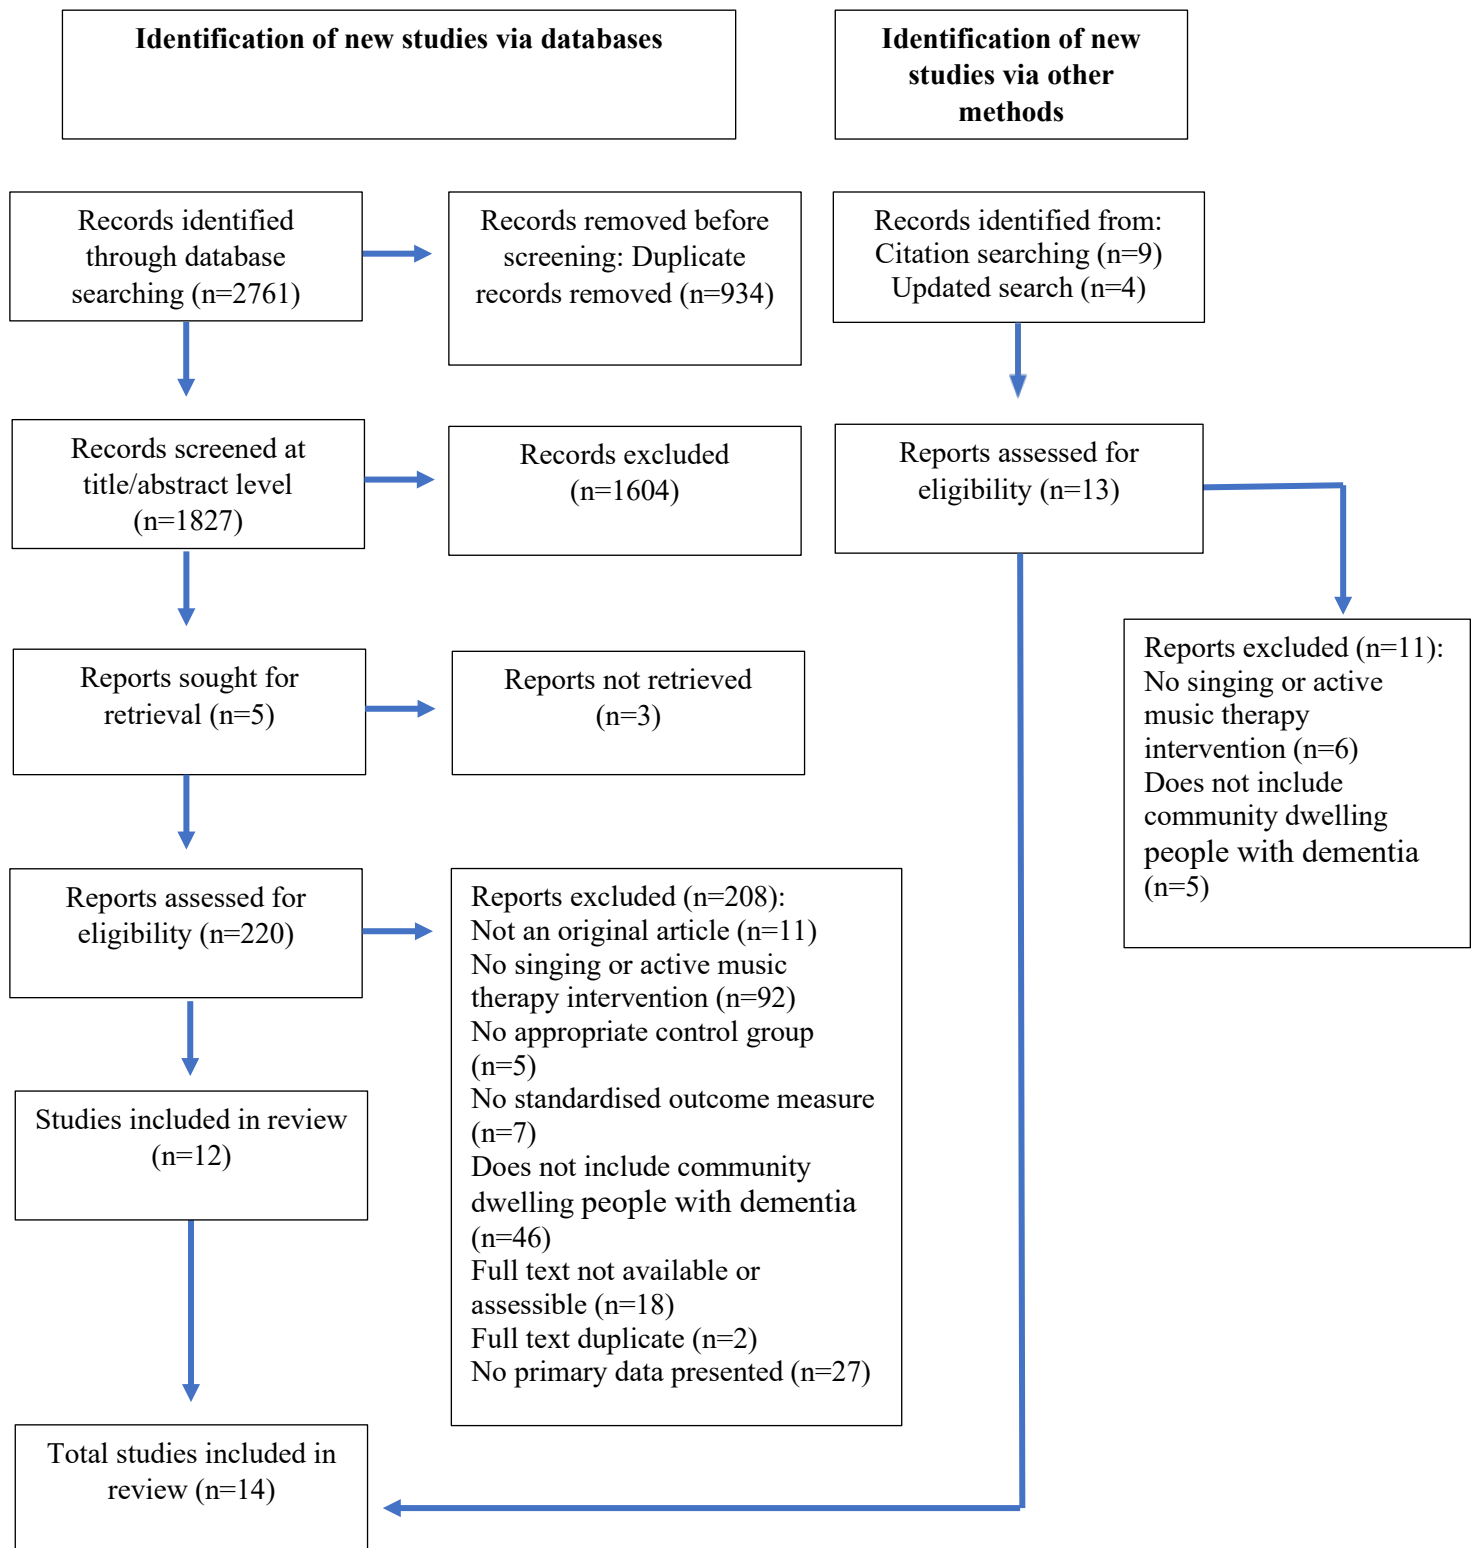 Identification of new studies via databases
Identification of new
studies via other
methods
Records identified
through database
searching (n=2761)
Records removed before
screening: Duplicate
records removed (n=934)
Records identified from:
Citation searching (n=9)
Updated search (n=4)
Records screened at
title/abstract level
(n=1827)
Records excluded
(n=1604)
Reports assessed for
eligibility (n=13)
Reports excluded (n=11):
No singing or active
music therapy
intervention (n=6)
Does not include
community dwelling
people with dementia
(n=5)
Reports sought for
retrieval (n=5)
Reports not retrieved
(n=3)
Reports assessed for
eligibility (n=220)
Reports excluded (n=208):
Not an original article (n=11)
No singing or active music
therapy intervention (n=92)
No appropriate control group
(n=5)
No standardised outcome measure
(n=7)
Does not include community
dwelling people with dementia
(n=46)
Full text not available or
assessible (n=18)
Full text duplicate (n=2)
No primary data presented (n=27)
Studies included in review
(n=12)
Total studies included in
review (n=14)